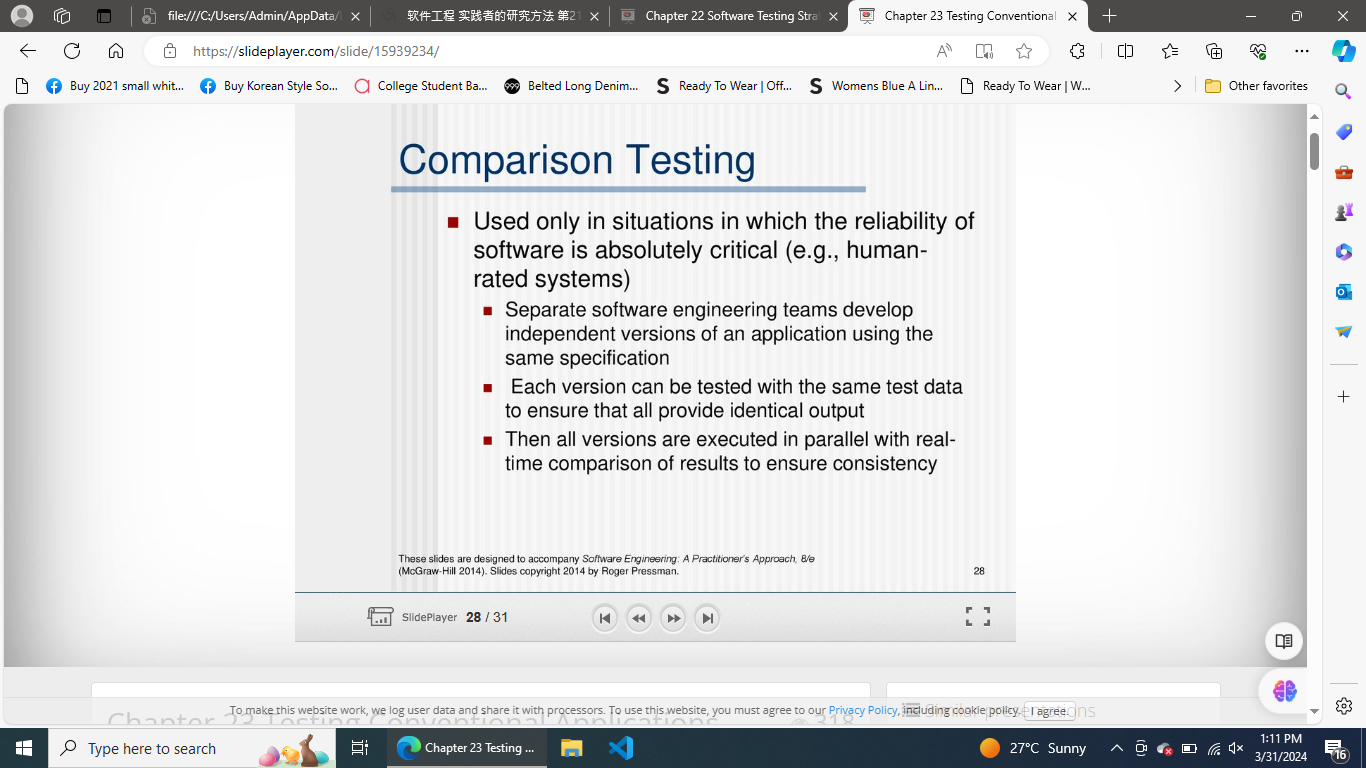 file:///C:/Users/Admin/AppData/
软件工程 实践者的研究方法 第21
Chapter 22 Software Testing Stra
Chapter 23 Testing Conventional
https://slideplayer.com/slide/15939234/
Buy 2021 small whit...
Buy Korean Style So...
College Student Ba...
Belted Long Denim...
Ready To Wear | Off...
Womens Blue A Lin...
Ready To Wear | W...
Other favorites
Comparison Testing
Used only in situations in which the reliability of
software is absolutely critical (e.g., human-
rated systems)
Separate software engineering teams develop
independent versions of an application using the
same specification
Each version can be tested with the same test data
to ensure that all provide identical output
Then all versions are executed in parallel with real-
time comparison of results to ensure consistency
These slides are designed to accompany Software Engineering: A Practitioner's Approach, 8/e
(McGraw-Hill 2014). Slides copyright 2014 by Roger Pressman.
28
SlidePlayer 28 / 31
To make this website work, we log user data and share it with processors. To use this website, you must agree to our Privacy Policy, including cookie policy.
I agree.
Chapter 23 Testing Conventional Applications
318
Type here to search
Chapter 23 Testing ...
27°C Sunny
1:11 PM
3/31/2024
16